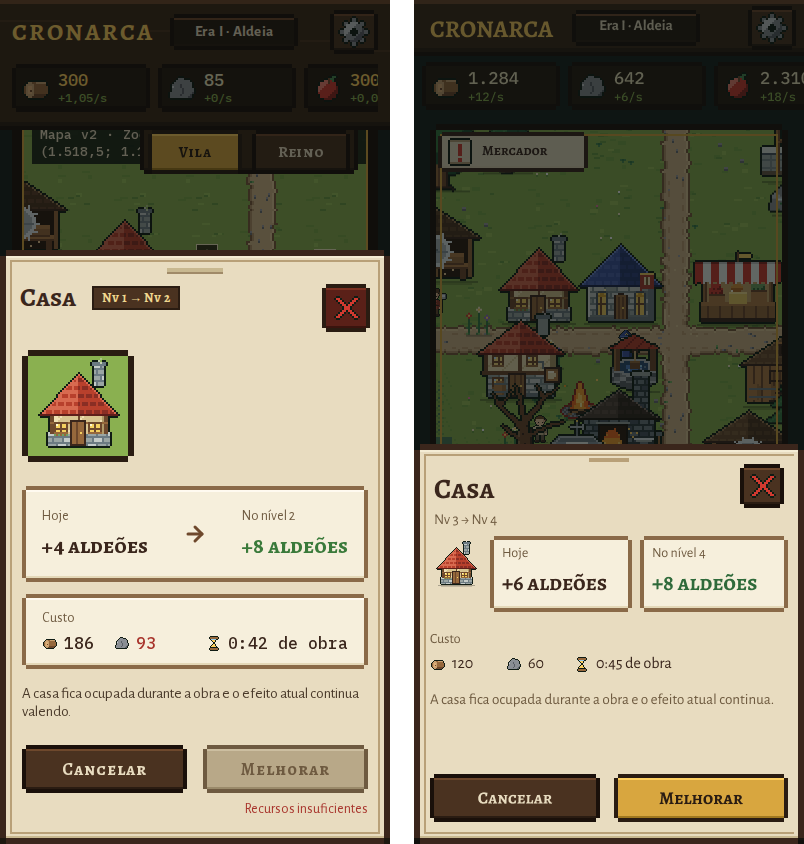 CRONARCA
Era I · Aldeia
300
+1,05/s
85
+0/s
300
+0,0
Mapa v2 · Zo
(1.518,5; 1.1
VILA
REINO
CASA
Nv 1 → Nv 2
Hoje
+4 ALDEÕES
→
No nível 2
+8 ALDEÕES
Custo
186
93
0:42 de obra
A casa fica ocupada durante a obra e o efeito atual continua
valendo.
CANCELAR
MELHORAR
Recursos insuficientes
CRONARCA
Era I · Aldeia
1.284
+12/s
642
+6/s
2.310
+18/s
MERCADOR
CASA
Nv 3 → Nv 4
Hoje
+6 ALDEÕES
No nível 4
+8 ALDEÕES
Custo
120
60
0:45 de obra
A casa fica ocupada durante a obra e o efeito atual continua.
CANCELAR
MELHORAR